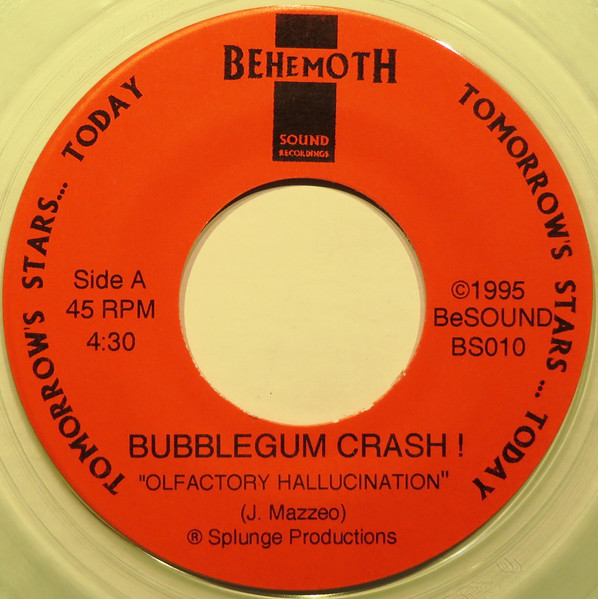 BEHEMOTH
SOUND
RECORDINGS
TOMORROW'S STARS... TODAY
TOMORROW'S STARS... TODAY
Side A
45 RPM
4:30
©1995
BeSOUND
BS010
BUBBLEGUM CRASH !
"OLFACTORY HALLUCINATION"
(J. Mazzeo)
® Splunge Productions